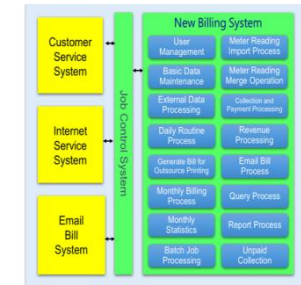 Customer
Service
System
Internet
Service
System
Email
Bill
System
Job Control System
New Billing System
User
Management
Meter Reading
Import Process
Basic Data
Maintenance
Meter Reading
Merge Operation
External Data
Processing
Collection and
Payment Processing
Daily Routine
Process
Revenue
Processing
Generate Bill for
Outsource Printing
Email Bill
Process
Monthly Billing
Process
Query Process
Monthly
Statistics
Report Process
Batch Job
Processing
Unpaid
Collection